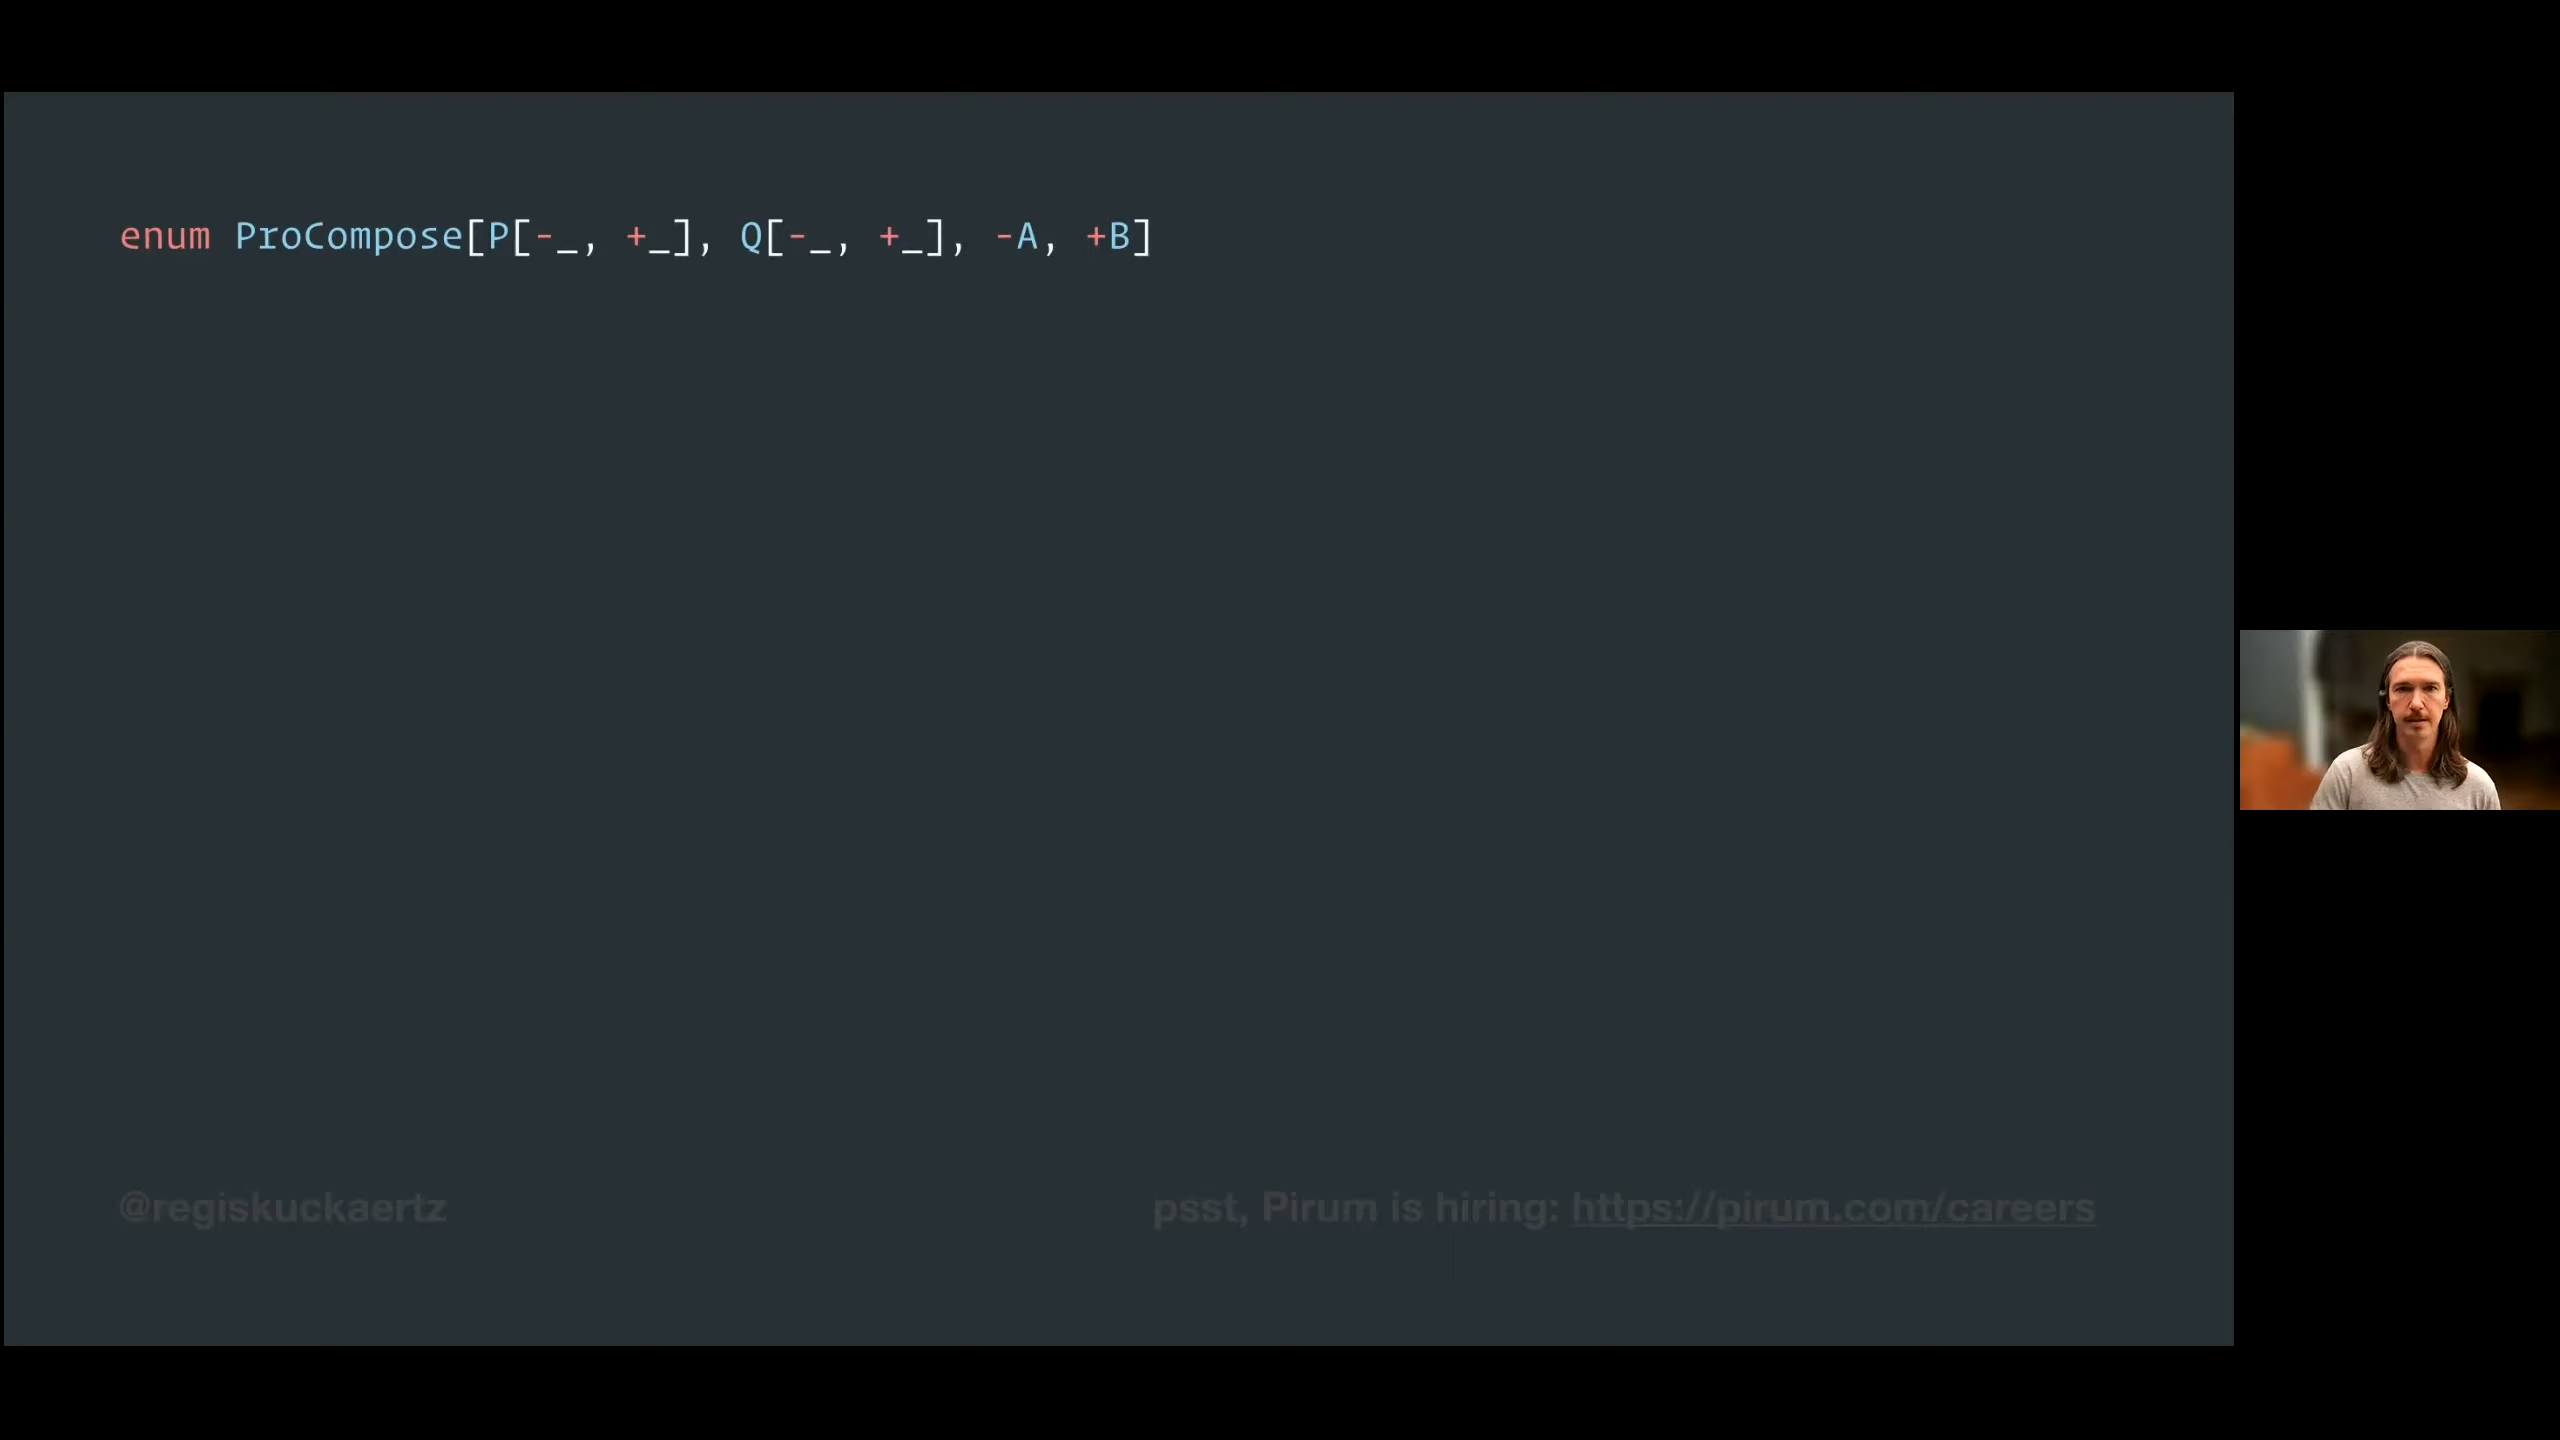 enum ProCompose[P[-_, +_], Q[-_, +_], -A, +B]
@regiskuckaertz
psst, Pirum is hiring: https://pirum.com/careers